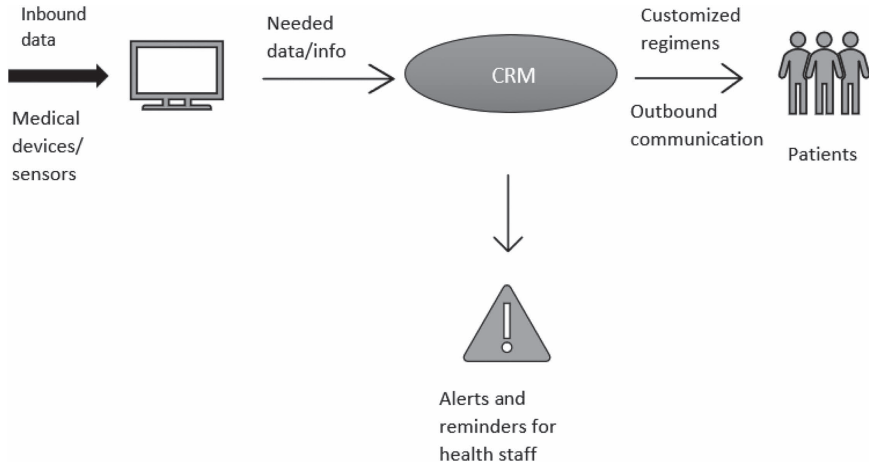 Inbound
data
Medical
devices/
sensors
Needed
data/info
CRM
Customized
regimens
Outbound
communication
Patients
Alerts and
reminders for
health staff